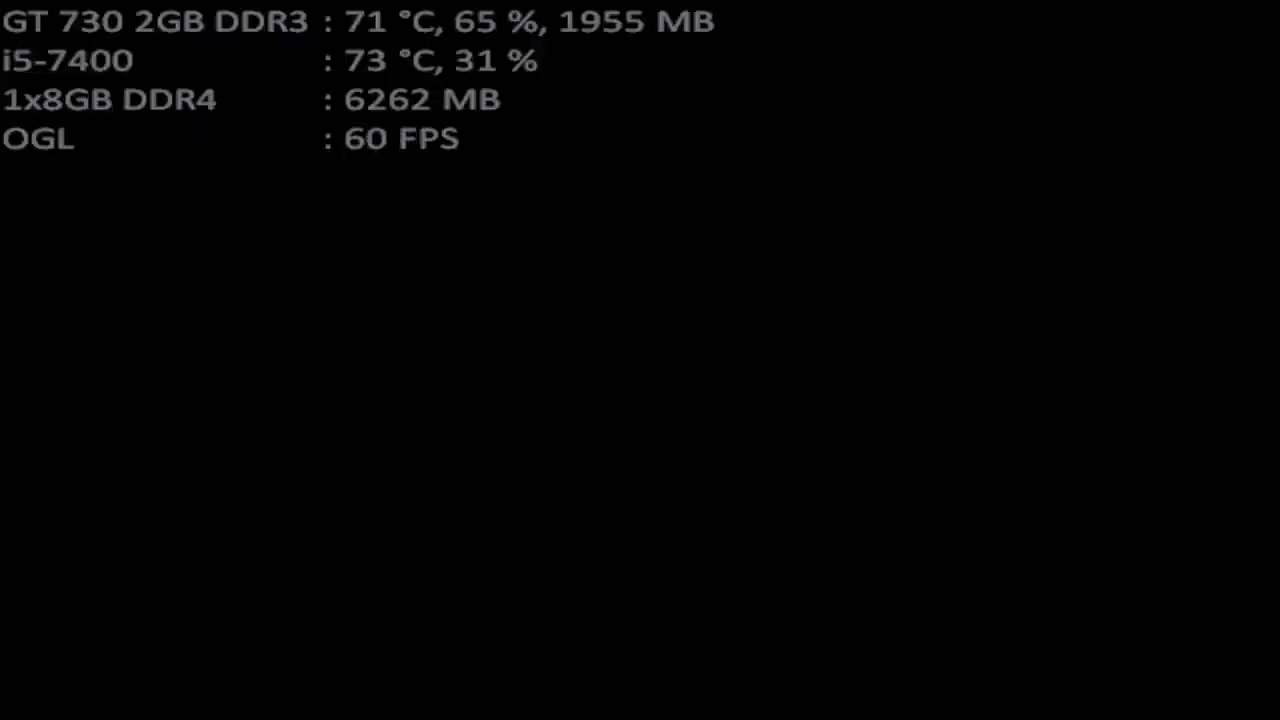 GT 730 2GB DDR3 : 71 °C, 65 %, 1955 MB
i5-7400 : 73 °C, 31 %
1x8GB DDR4 : 6262 MB
OGL : 60 FPS